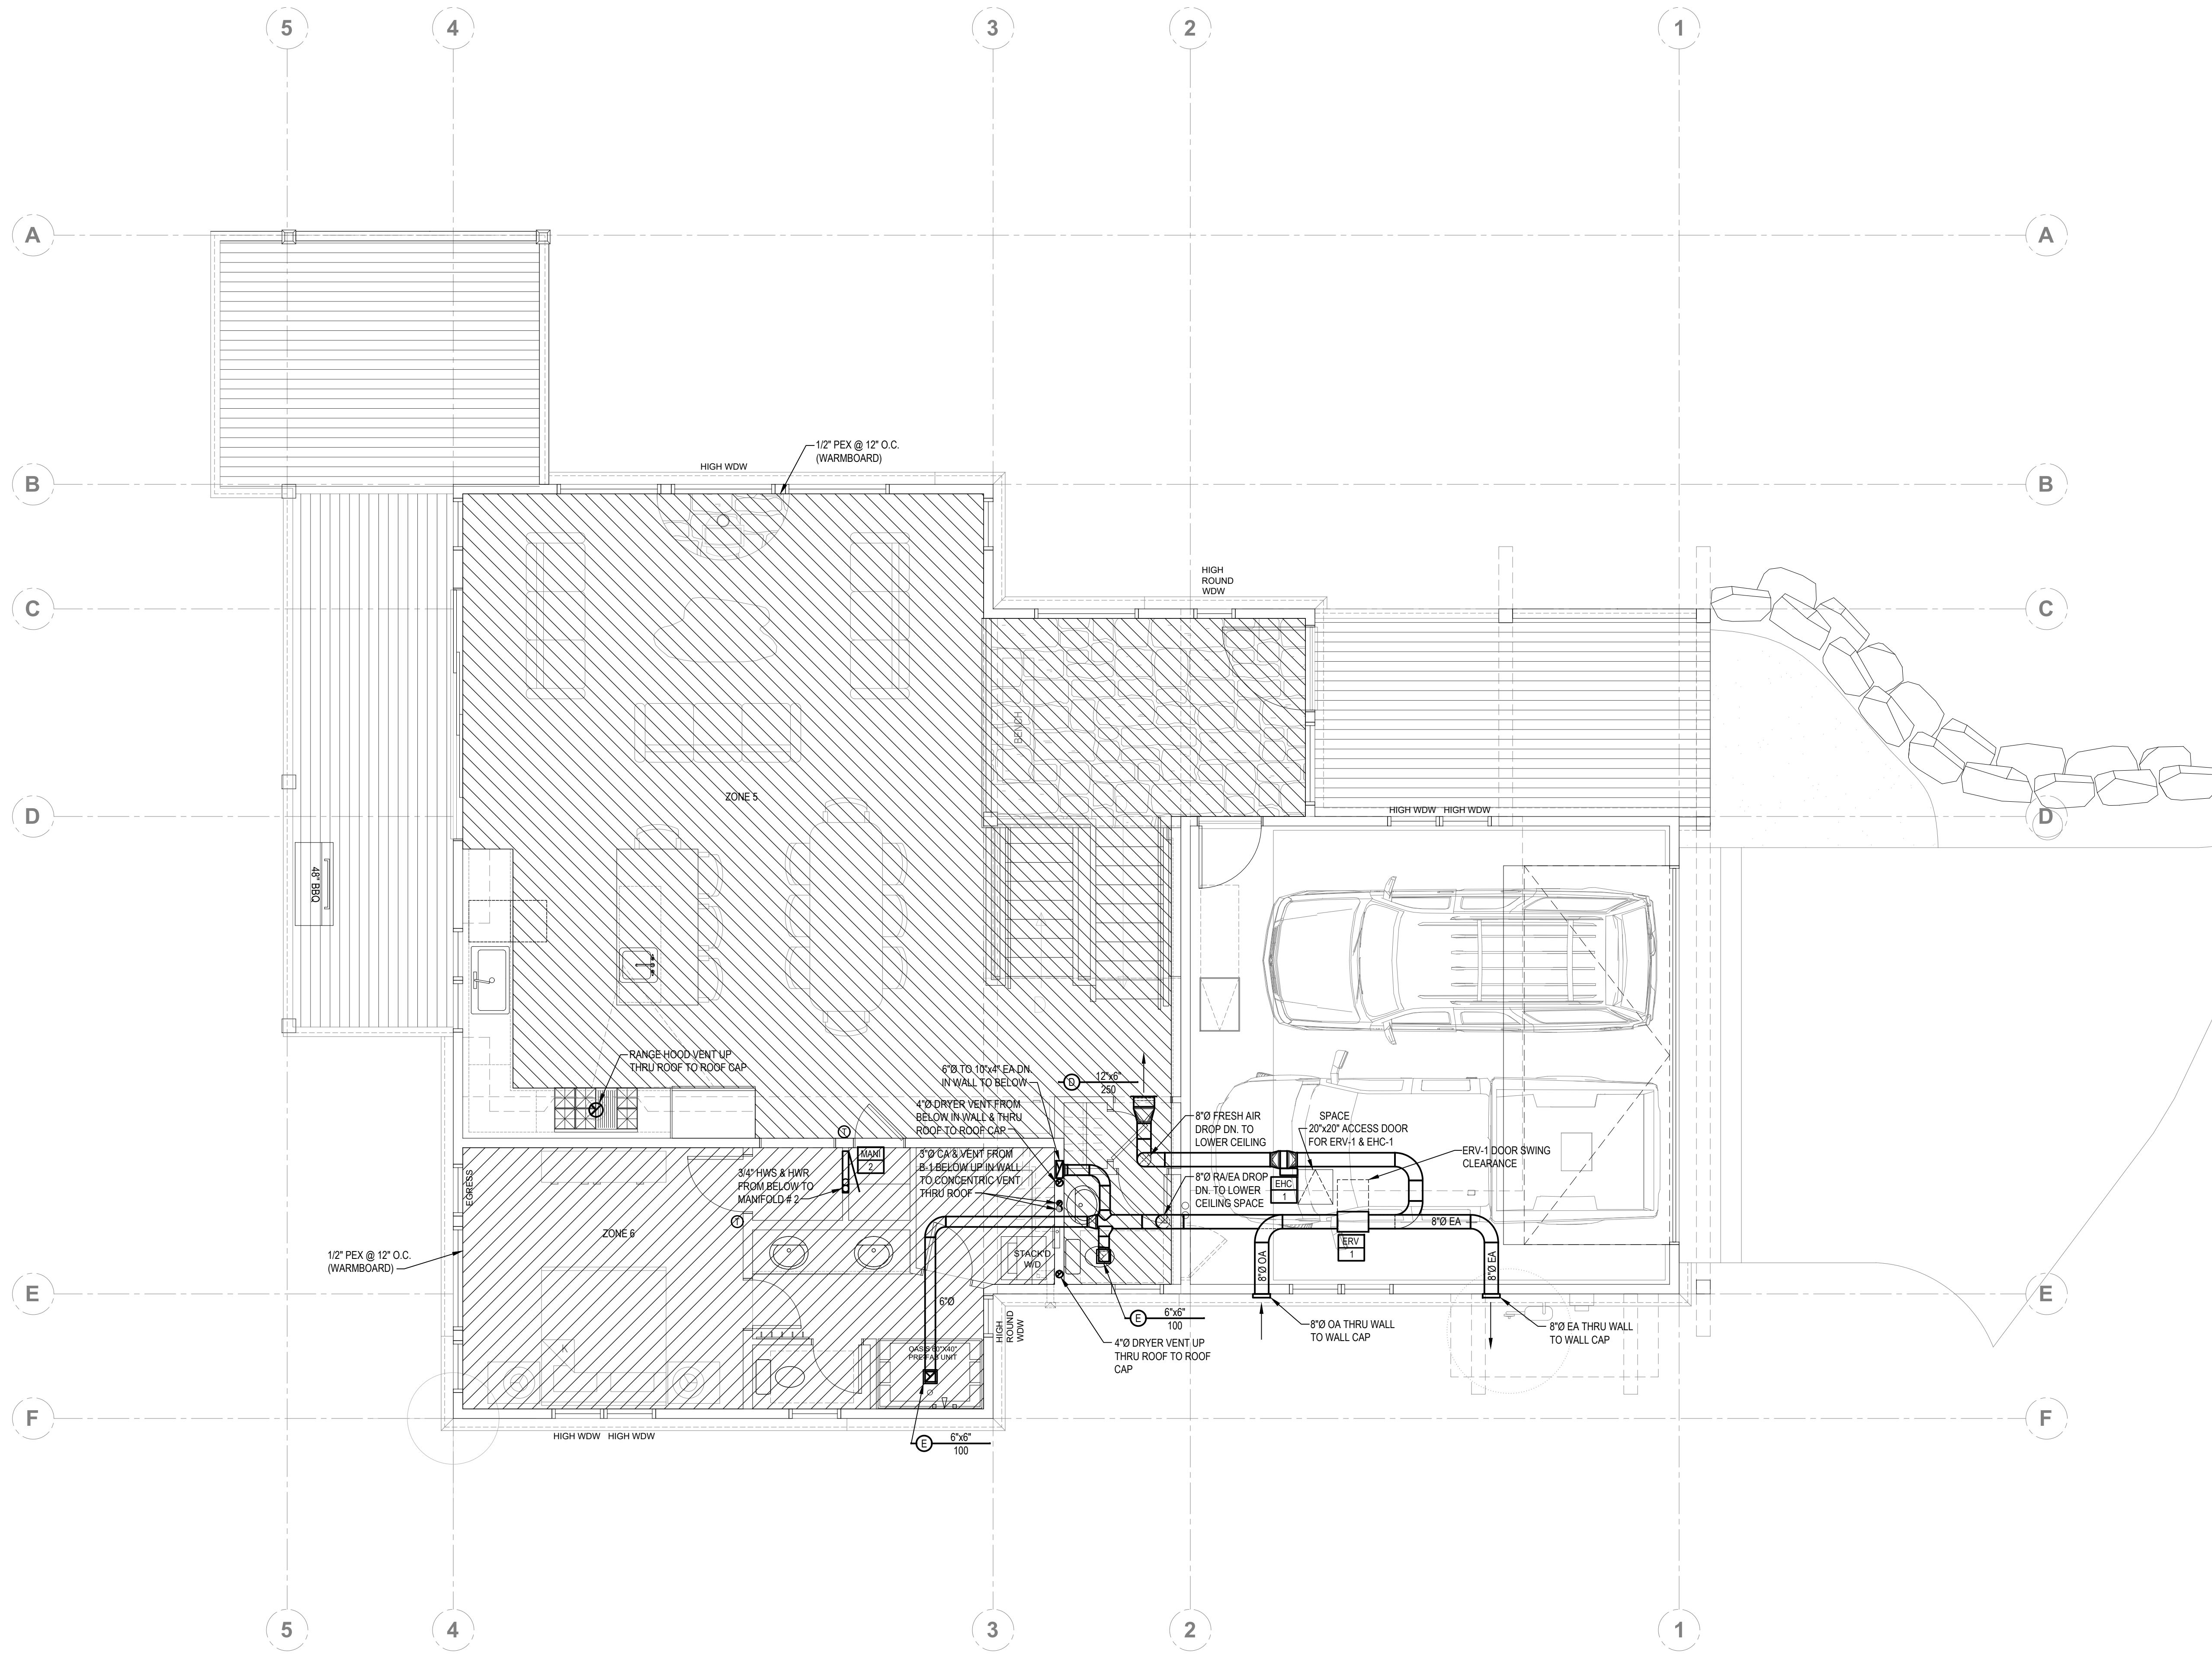 5
4
3
2
1
A
A
B
B
C
C
D
D
E
E
F
F
5
4
3
2
1
HIGH WDW
1/2" PEX @ 12" O.C.
(WARMBOARD)
HIGH
ROUND
WDW
BENCH
ZONE 5
HIGH WDW
HIGH WDW
48" BBQ
RANGE HOOD VENT UP
THRU ROOF TO ROOF CAP
6"Ø TO 10"x4" EA DN.
IN WALL TO BELOW
D
12"x6"
250
4"Ø DRYER VENT FROM
BELOW IN WALL & THRU
ROOF TO ROOF CAP
8"Ø FRESH AIR
DROP DN. TO
LOWER CEILING
SPACE
20"x20" ACCESS DOOR
FOR ERV-1 & EHC-1
ERV-1 DOOR SWING
CLEARANCE
T
MANI
2
3"Ø CA & VENT FROM
B-1 BELOW UP IN WALL
TO CONCENTRIC VENT
THRU ROOF
3/4" HWS & HWR
FROM BELOW TO
MANIFOLD # 2
EGRESS
8"Ø RA/EA DROP
DN. TO LOWER
CEILING SPACE
EHC
1
T
ZONE 6
8"Ø EA
ERV
1
1/2" PEX @ 12" O.C.
(WARMBOARD)
STACK'D
W/D
8"Ø OA
8"Ø EA
6"Ø
HIGH
ROUND
WDW
E
6"x6"
100
8"Ø OA THRU WALL
TO WALL CAP
8"Ø EA THRU WALL
TO WALL CAP
4"Ø DRYER VENT UP
THRU ROOF TO ROOF
CAP
K
OASIS 60"X40"
PREFAB UNIT
HIGH WDW
HIGH WDW
E
6"x6"
100